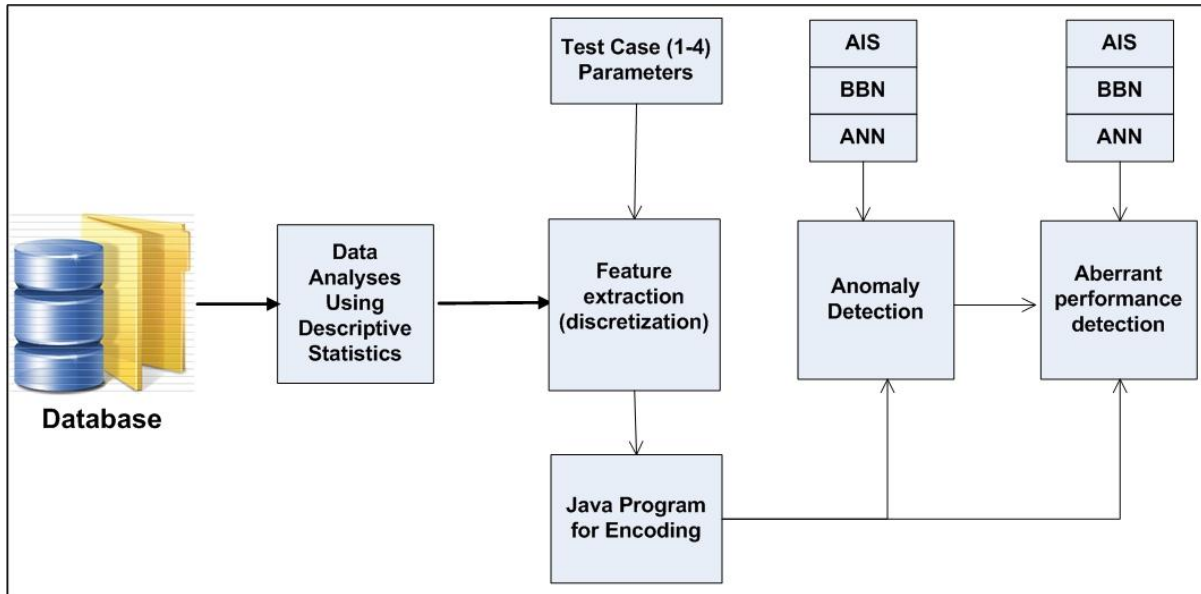 Test Case (1-4)
Parameters
AIS
BBN
ANN
AIS
BBN
ANN
Database
Data
Analyses
Using
Descriptive
Statistics
Feature
extraction
(discretization)
Anomaly
Detection
Aberrant
performance
detection
Java Program
for Encoding